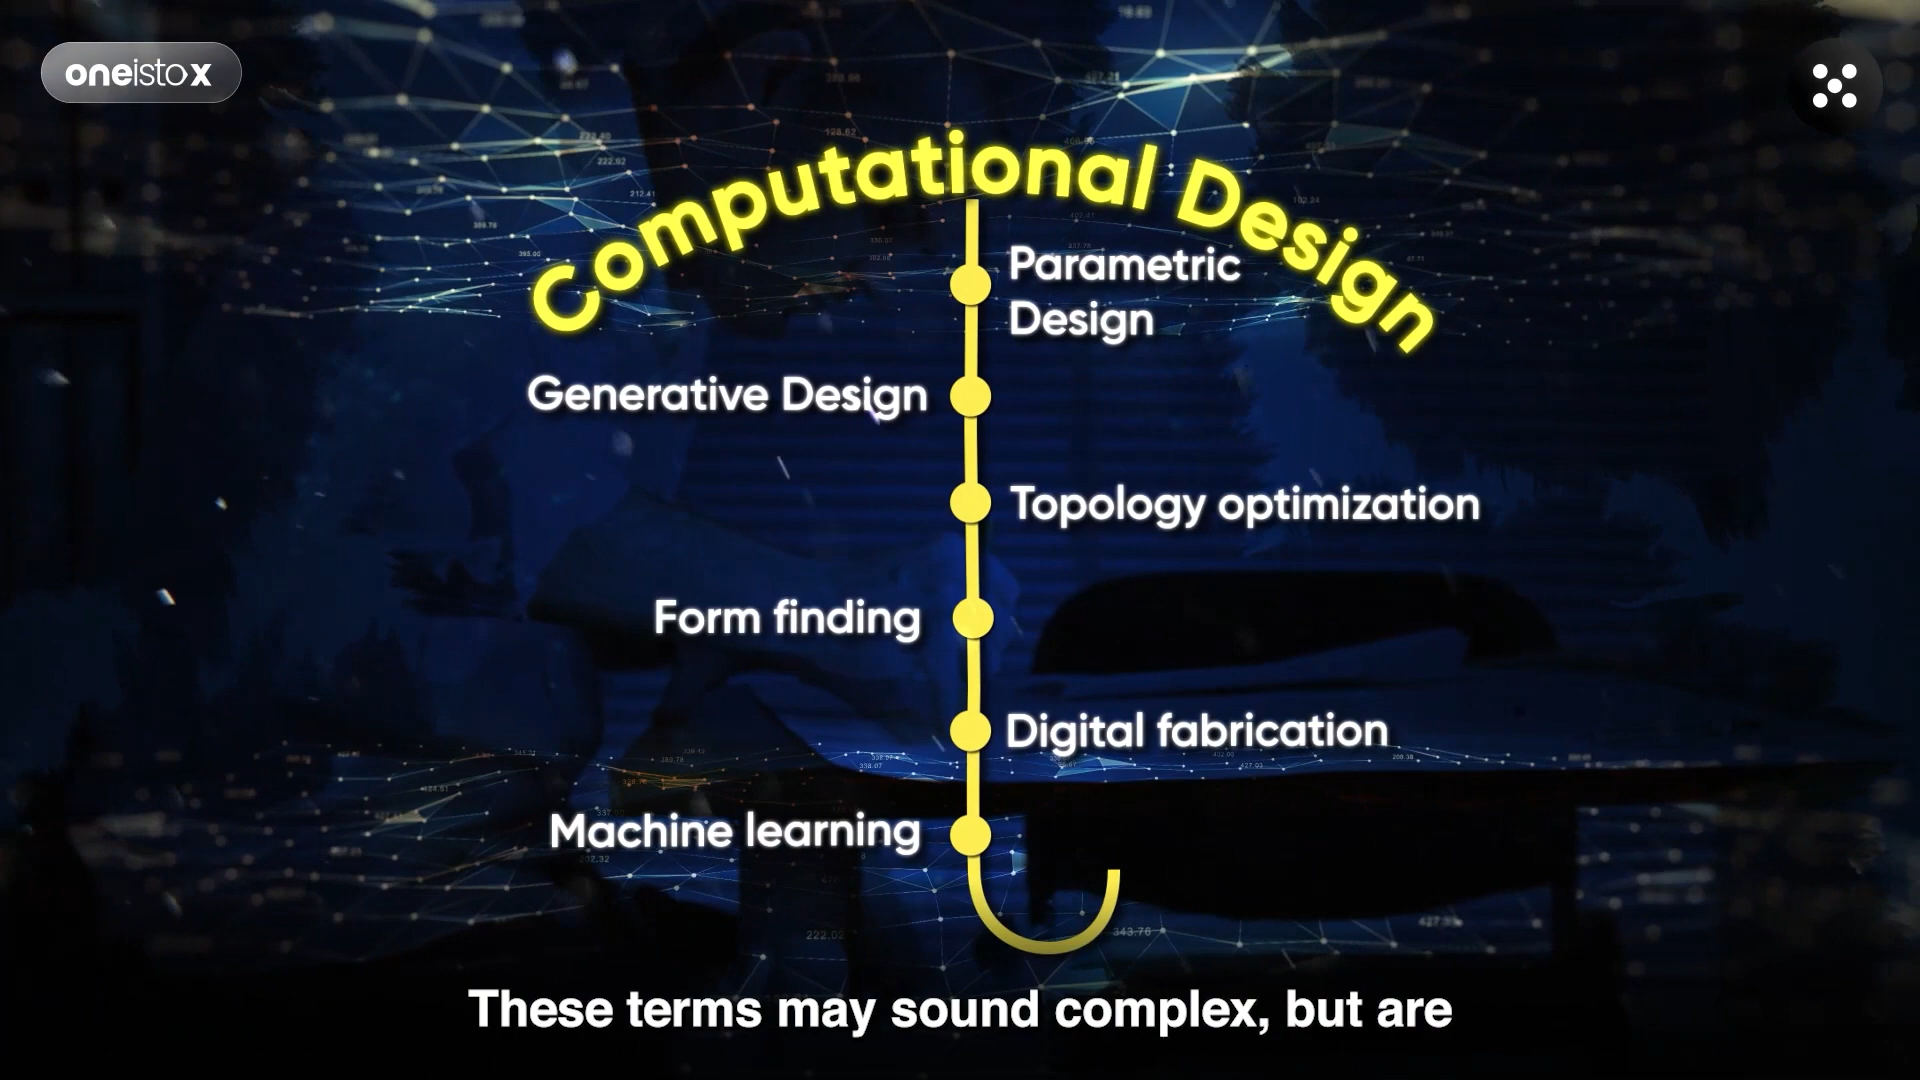 oneistox
Computational Design
Parametric
Design
Generative Design
Topology optimization
Form finding
Digital fabrication
Machine learning
These terms may sound complex, but are